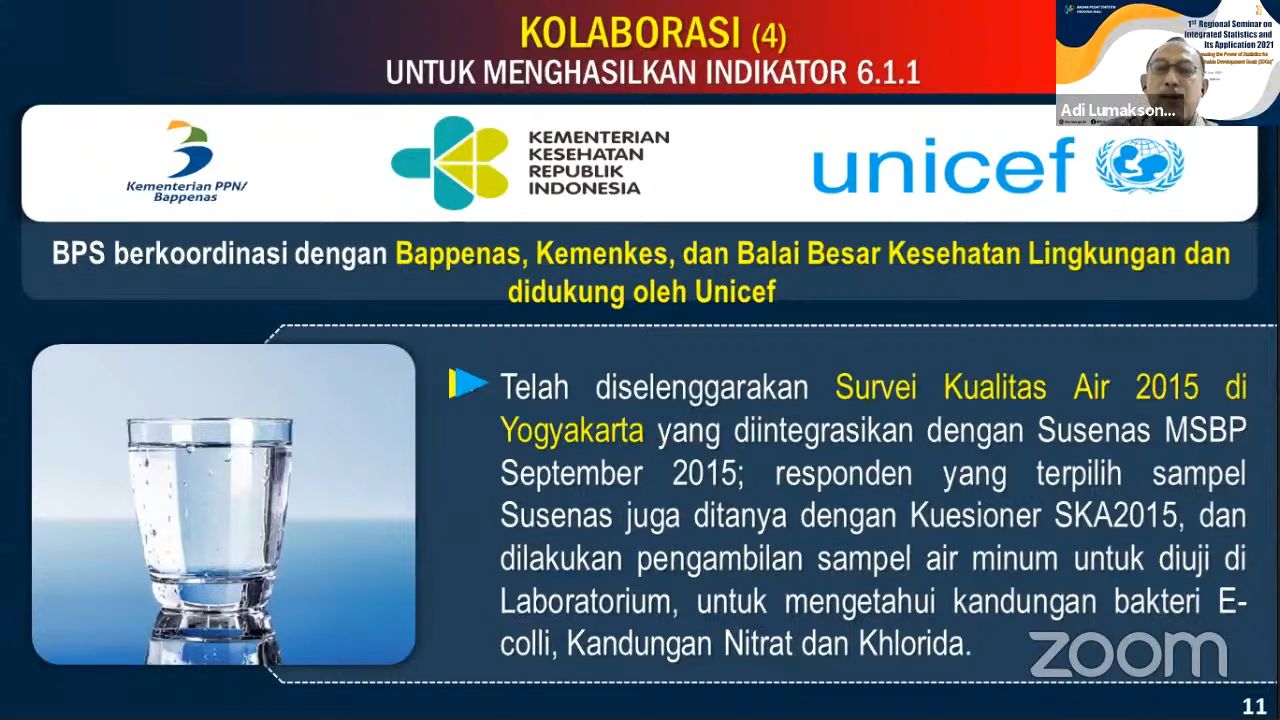 KOLABORASI (4)
UNTUK MENGHASILKAN INDIKATOR 6.1.1
BADAN PUSAT STATISTIK
1st Regional Seminar on
Integrated Statistics and
Its Application 2021
Adi Lumakson...
Kementerian PPN/
Bappenas
KEMENTERIAN
KESEHATAN
REPUBLIK
INDONESIA
unicef
BPS berkoordinasi dengan Bappenas, Kemenkes, dan Balai Besar Kesehatan Lingkungan dan
didukung oleh Unicef
Telah diselenggarakan Survei Kualitas Air 2015 di
Yogyakarta yang diintegrasikan dengan Susenas MSBP
September 2015; responden yang terpilih sampel
Susenas juga ditanya dengan Kuesioner SKA2015, dan
dilakukan pengambilan sampel air minum untuk diuji di
Laboratorium, untuk mengetahui kandungan bakteri E-
colli, Kandungan Nitrat dan Khlorida.
zoom
11